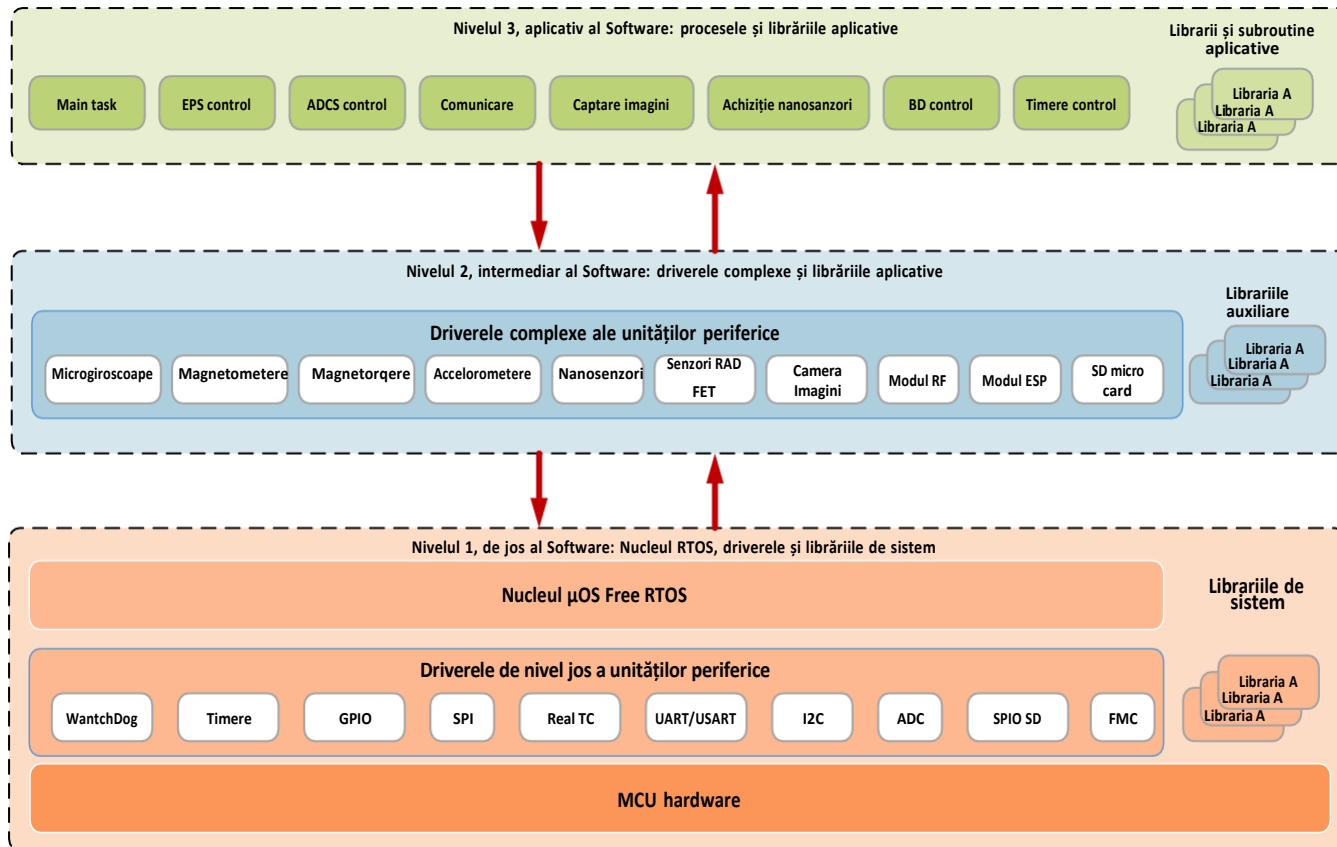 Nivelul 3, aplicativ al Software: procesele și librăriile aplicative
Librarii și subroutine
aplicative
Main task
EPS control
ADCS control
Comunicare
Captare imagini
Achiziție nanosanzori
BD control
Timere control
Libraria A
Libraria A
Libraria A
Nivelul 2, intermediar al Software: driverele complexe și librăriile aplicative
Librariile
auxiliare
Driverele complexe ale unităților periferice
Microgiroscoape
Magnetometere
Magnetorqere
Accelorometere
Nanosenzori
Senzori RAD
FET
Camera
Imagini
Modul RF
Modul ESP
SD micro
card
Libraria A
Libraria A
Libraria A
Nivelul 1, de jos al Software: Nucleul RTOS, driverele și librăriile de sistem
Nucleul µOS Free RTOS
Librariile de
sistem
Driverele de nivel jos a unităților periferice
WantchDog
Timere
GPIO
SPI
Real TC
UART/USART
I2C
ADC
SPIO SD
FMC
Libraria A
Libraria A
Libraria A
MCU hardware